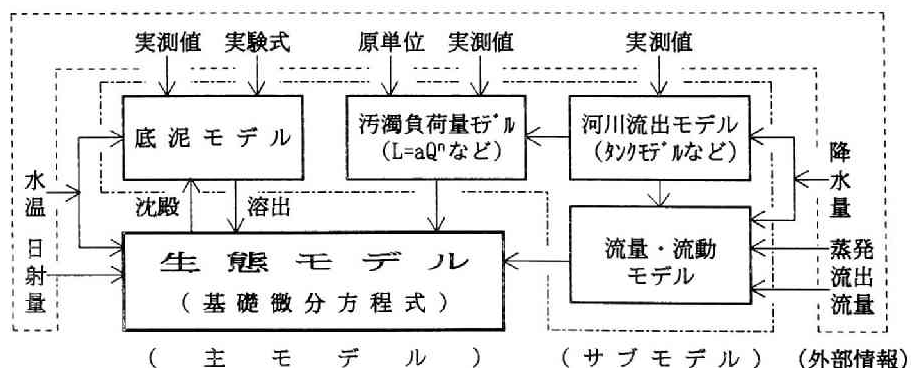 実測値 実験式 原単位 実測値 実測値
底泥モデル
汚濁負荷量ﾓﾃﾞﾙ
(L=aQⁿなど)
河川流出モデル
(ﾀﾝｸﾓﾃﾞﾙなど)
水温
降水量
沈殿 溶出
生態モデル
(基礎微分方程式)
流量・流動
モデル
日射量
蒸発
流出
流量
(主モデル) (サブモデル) (外部情報)